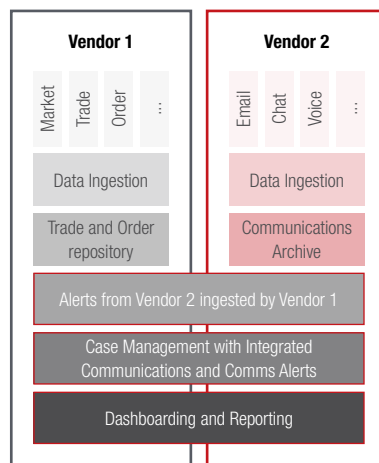 Vendor 1
Vendor 2
Market
Trade
Order
...
Email
Chat
Voice
...
Data Ingestion
Data Ingestion
Trade and Order
repository
Communications
Archive
Alerts from Vendor 2 ingested by Vendor 1
Case Management with Integrated
Communications and Comms Alerts
Dashboarding and Reporting